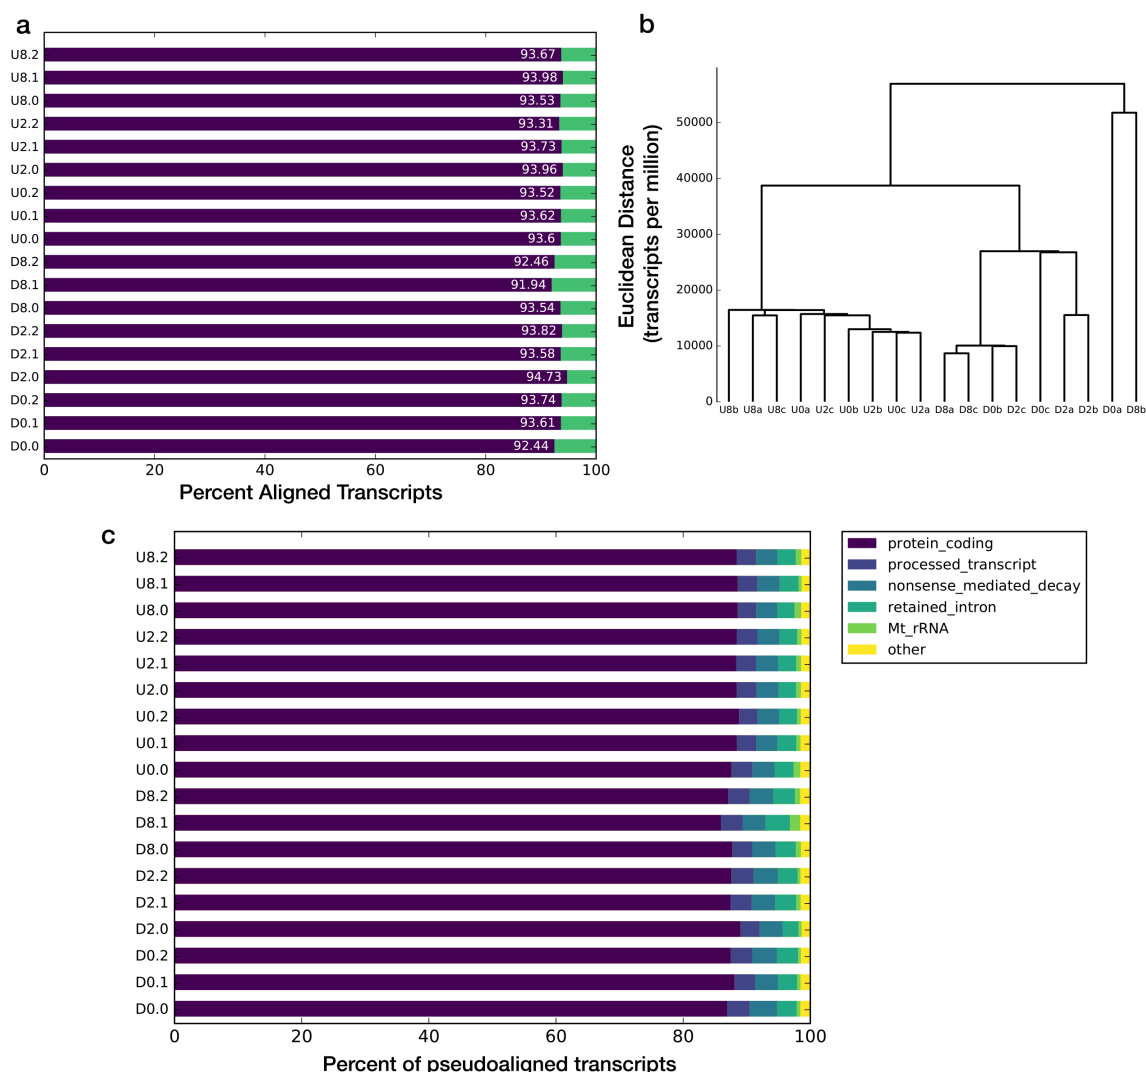 a
U8.2 93.67
U8.1 93.98
U8.0 93.53
U2.2 93.31
U2.1 93.73
U2.0 93.96
U0.2 93.52
U0.1 93.62
U0.0 93.6
D8.2 92.46
D8.1 91.94
D8.0 93.54
D2.2 93.82
D2.1 93.58
D2.0 94.73
D0.2 93.74
D0.1 93.61
D0.0 92.44
0 20 40 60 80 100
Percent Aligned Transcripts
b
Euclidean Distance
(transcripts per million)
50000
40000
30000
20000
10000
0
U8b U8a U8c U0a U2c U0b U2b U0c U2a D8a D8c D0b D2c D0c D2a D2b D0a D8b
c
U8.2
U8.1
U8.0
U2.2
U2.1
U2.0
U0.2
U0.1
U0.0
D8.2
D8.1
D8.0
D2.2
D2.1
D2.0
D0.2
D0.1
D0.0
0 20 40 60 80 100
Percent of pseudoaligned transcripts
protein_coding
processed_transcript
nonsense_mediated_decay
retained_intron
Mt_rRNA
other